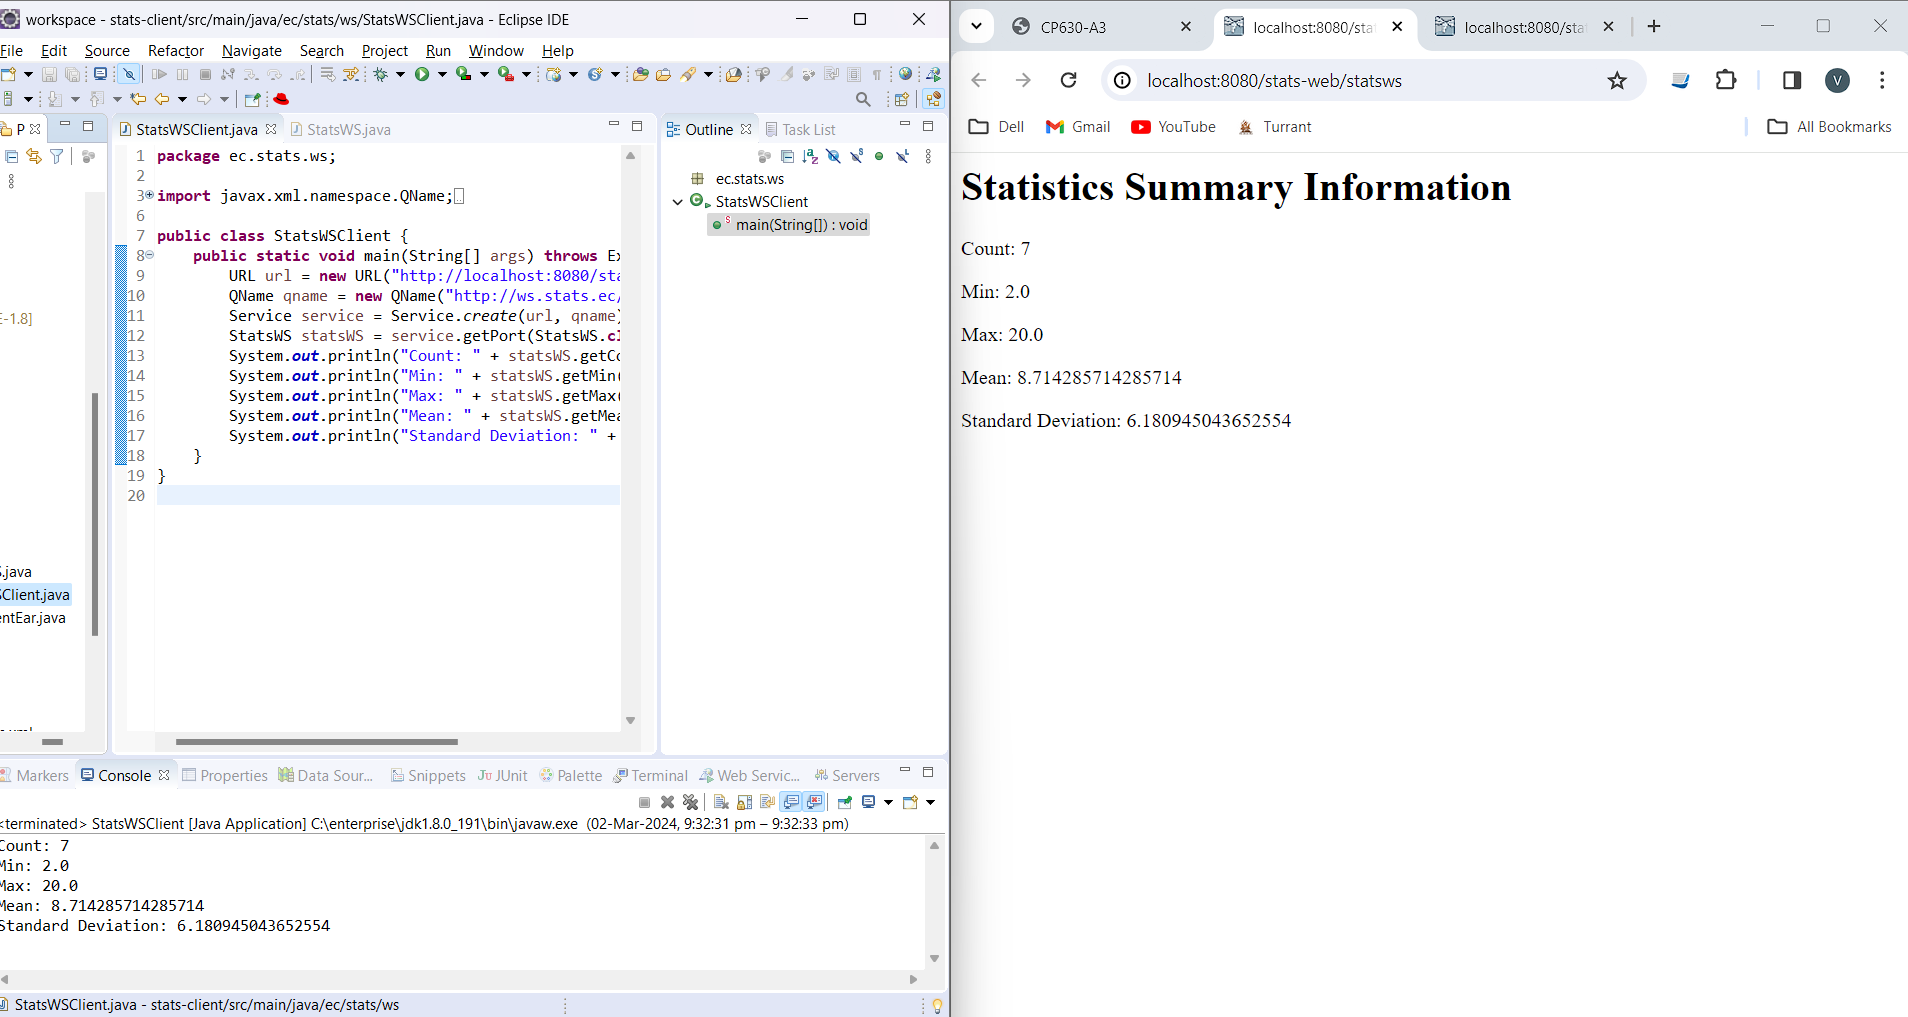 workspace - stats-client/src/main/java/ec/stats/ws/StatsWSClient.java - Eclipse IDE
File Edit Source Refactor Navigate Search Project Run Window Help
P
StatsWSClient.java
StatsWS.java
E-1.8]
S.java
SClient.java
entEar.java
1 package ec.stats.ws;
2
3 import javax.xml.namespace.QName;
6
7 public class StatsWSClient {
8 public static void main(String[] args) throws Ex
9 URL url = new URL("http://localhost:8080/sta
10 QName qname = new QName("http://ws.stats.ec/
11 Service service = Service.create(url, qname)
12 StatsWS statsWS = service.getPort(StatsWS.cl
13 System.out.println("Count: " + statsWS.getCo
14 System.out.println("Min: " + statsWS.getMin(
15 System.out.println("Max: " + statsWS.getMax(
16 System.out.println("Mean: " + statsWS.getMea
17 System.out.println("Standard Deviation: " +
18 }
19 }
20
Outline Task List
ec.stats.ws
StatsWSClient
main(String[]) : void
Markers Console Properties Data Sour... Snippets JUnit Palette Terminal Web Servic... Servers
<terminated> StatsWSClient [Java Application] C:\enterprise\jdk1.8.0_191\bin\javaw.exe (02-Mar-2024, 9:32:31 pm – 9:32:33 pm)
Count: 7
Min: 2.0
Max: 20.0
Mean: 8.714285714285714
Standard Deviation: 6.180945043652554
StatsWSClient.java - stats-client/src/main/java/ec/stats/ws
CP630-A3
localhost:8080/sta
localhost:8080/sta
localhost:8080/stats-web/statsws
V
Dell Gmail YouTube Turrant All Bookmarks
Statistics Summary Information
Count: 7
Min: 2.0
Max: 20.0
Mean: 8.714285714285714
Standard Deviation: 6.180945043652554